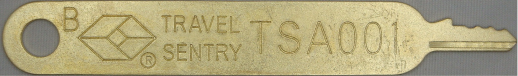 B
TRAVEL
SENTRY
®
TSA001